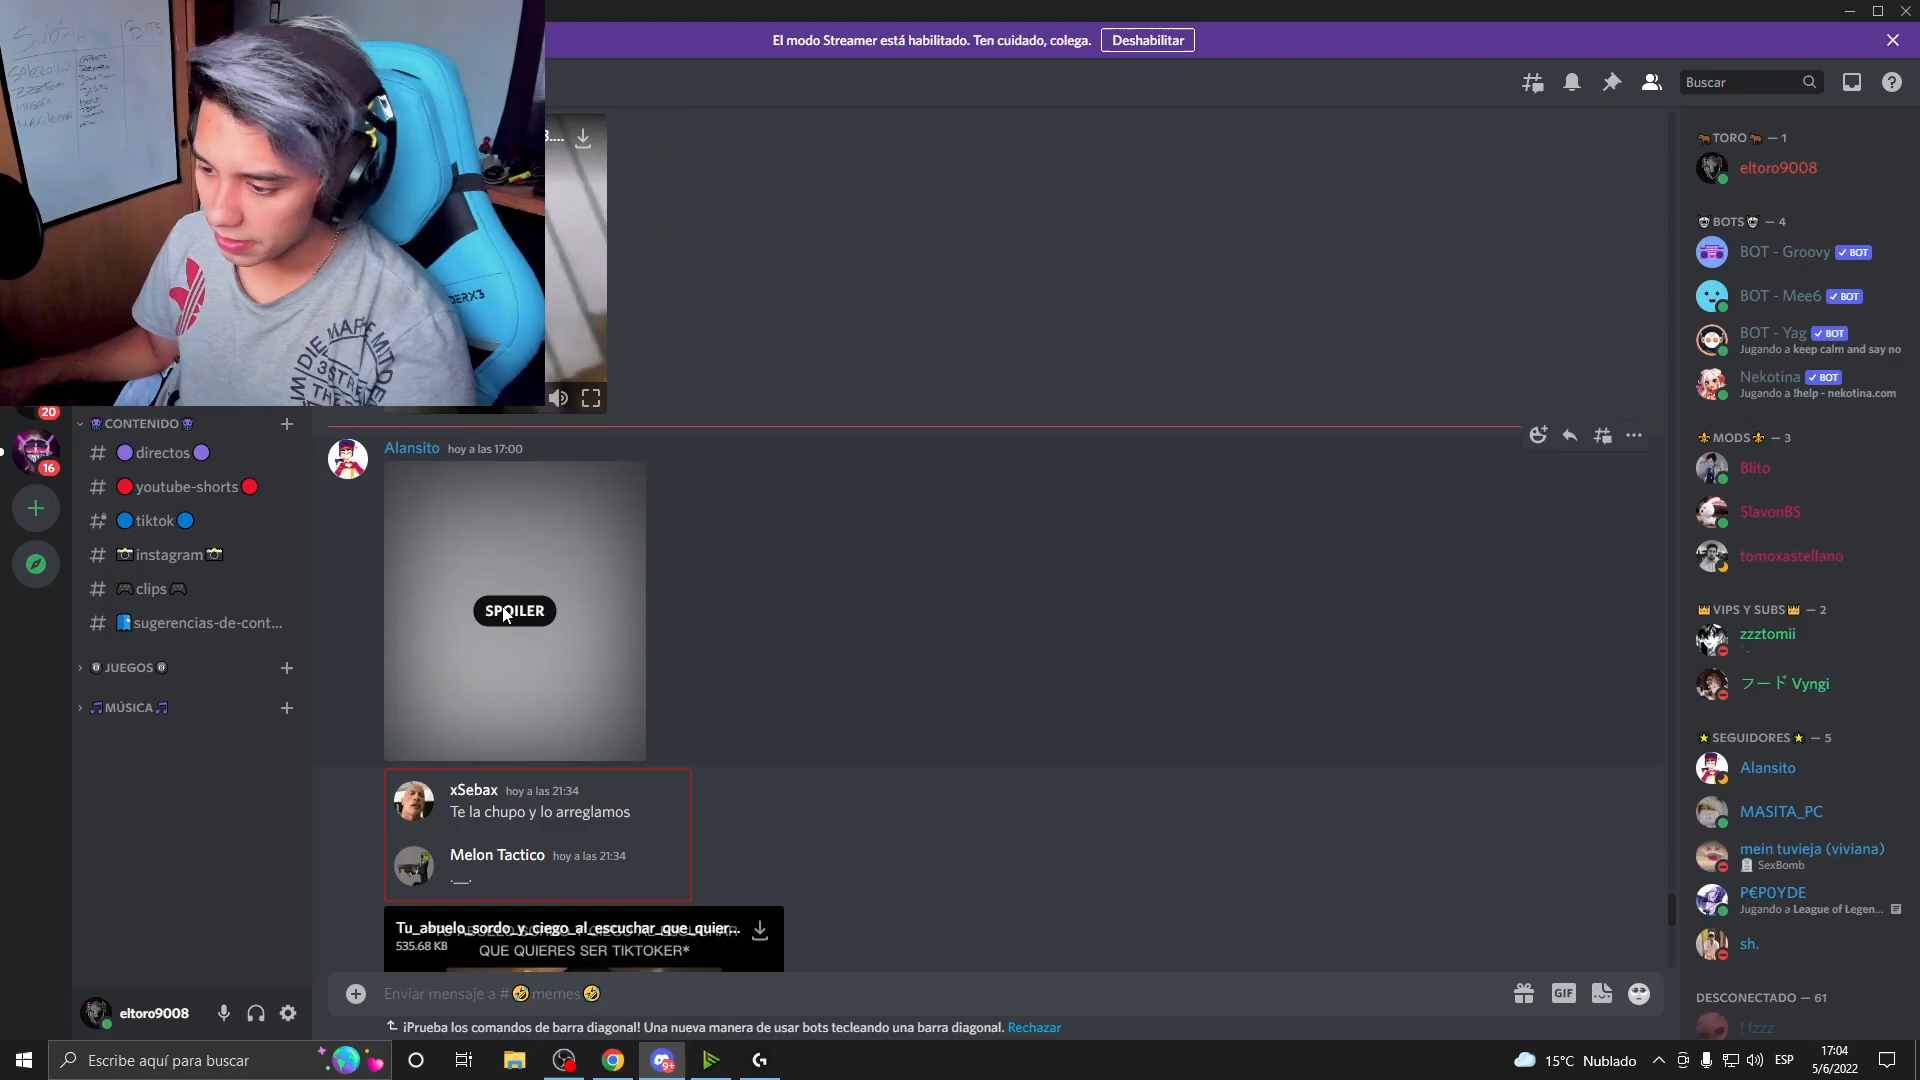 El modo Streamer está habilitado. Ten cuidado, colega.
Deshabilitar
Buscar
TORO — 1
eltoro9008
BOTS — 4
BOT - Groovy BOT
BOT - Mee6 BOT
BOT - Yag BOT
Jugando a keep calm and say no
Nekotina BOT
Jugando a !help - nekotina.com
MODS — 3
Blito
SlavonBS
tomoxastellano
VIPS Y SUBS — 2
zzztomii
フード Vyngi
SEGUIDORES — 5
Alansito
MASITA_PC
mein tuvieja (viviana)
SexBomb
P€P0YDE
Jugando a League of Legen...
sh.
DESCONECTADO — 61
! fzzz
20
16
CONTENIDO
directos
youtube-shorts
tiktok
instagram
clips
sugerencias-de-cont...
JUEGOS
MÚSICA
eltoro9008
Alansito hoy a las 17:00
SPOILER
xSebax hoy a las 21:34
Te la chupo y lo arreglamos
Melon Tactico hoy a las 21:34
.__.
Tu_abuelo_sordo_y_ciego_al_escuchar_que_quier...
535.68 KB
QUE QUIERES SER TIKTOKER*
Enviar mensaje a # memes
GIF
¡Prueba los comandos de barra diagonal! Una nueva manera de usar bots tecleando una barra diagonal. Rechazar
Escribe aquí para buscar
9+
15°C Nublado
ESP
17:04
5/6/2022